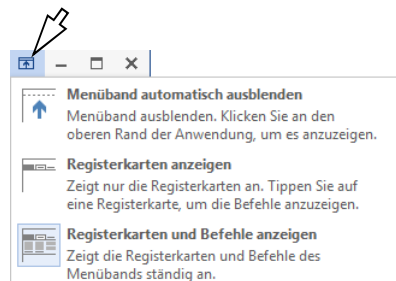 Menüband automatisch ausblenden
Menüband ausblenden. Klicken Sie an den
oberen Rand der Anwendung, um es anzuzeigen.
Registerkarten anzeigen
Zeigt nur die Registerkarten an. Tippen Sie auf
eine Registerkarte, um die Befehle anzuzeigen.
Registerkarten und Befehle anzeigen
Zeigt die Registerkarten und Befehle des
Menübands ständig an.